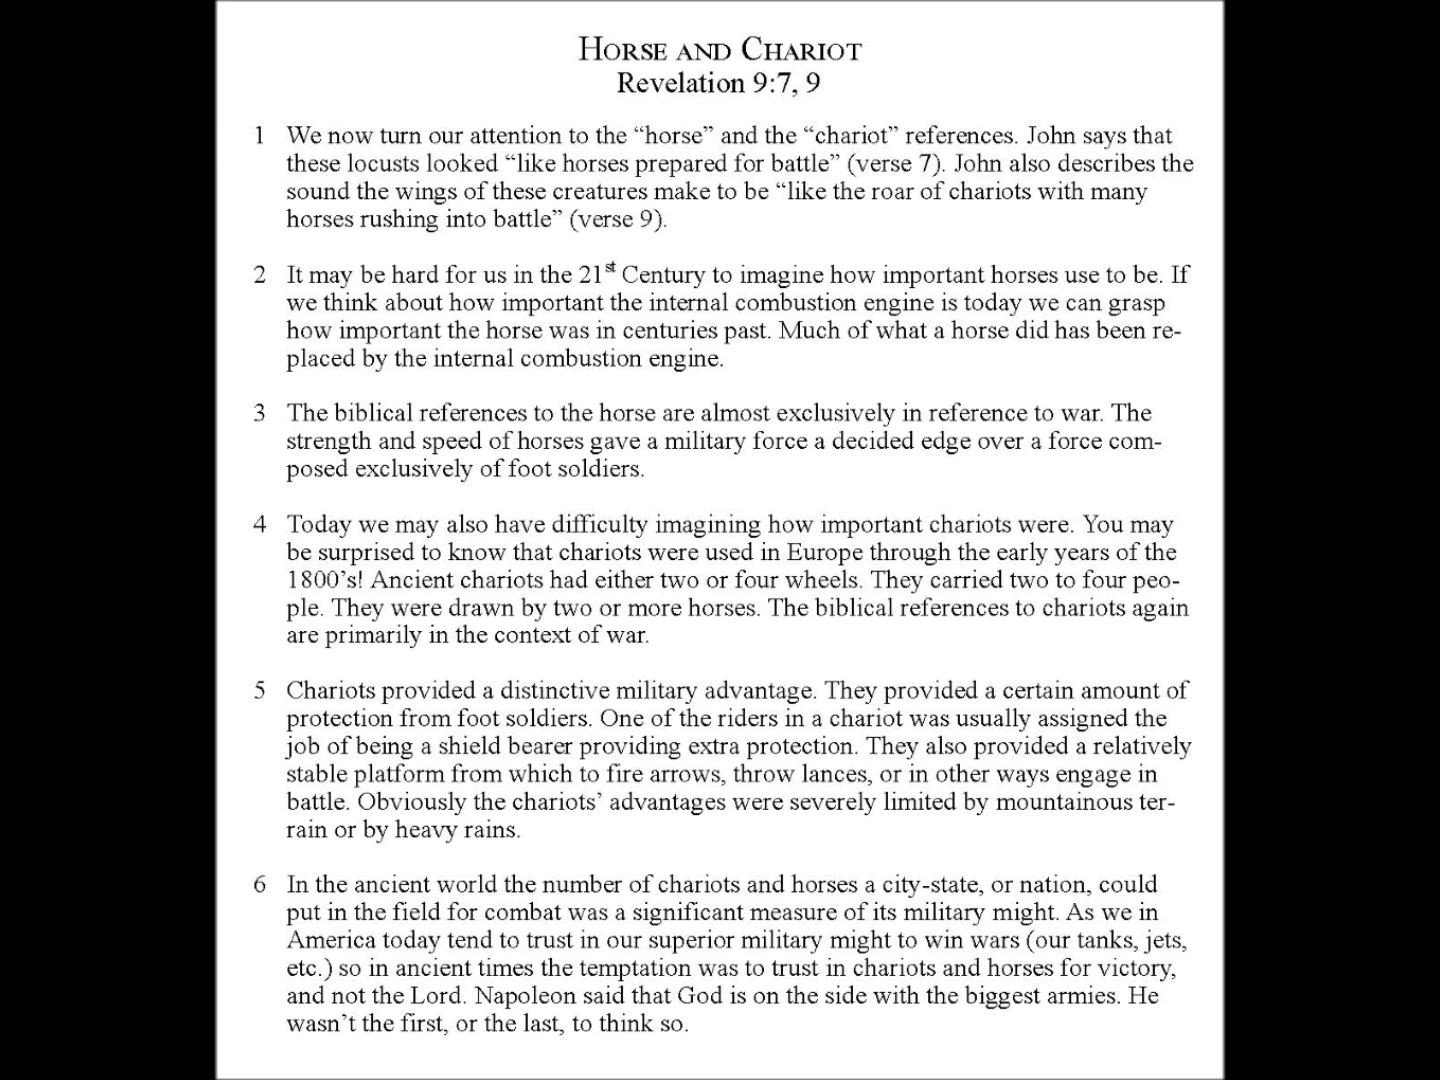 HORSE AND CHARIOT
Revelation 9:7, 9
1 We now turn our attention to the “horse” and the “chariot” references. John says that
these locusts looked “like horses prepared for battle” (verse 7). John also describes the
sound the wings of these creatures make to be “like the roar of chariots with many
horses rushing into battle” (verse 9).
2 It may be hard for us in the 21st Century to imagine how important horses use to be. If
we think about how important the internal combustion engine is today we can grasp
how important the horse was in centuries past. Much of what a horse did has been re-
placed by the internal combustion engine.
3 The biblical references to the horse are almost exclusively in reference to war. The
strength and speed of horses gave a military force a decided edge over a force com-
posed exclusively of foot soldiers.
4 Today we may also have difficulty imagining how important chariots were. You may
be surprised to know that chariots were used in Europe through the early years of the
1800’s! Ancient chariots had either two or four wheels. They carried two to four peo-
ple. They were drawn by two or more horses. The biblical references to chariots again
are primarily in the context of war.
5 Chariots provided a distinctive military advantage. They provided a certain amount of
protection from foot soldiers. One of the riders in a chariot was usually assigned the
job of being a shield bearer providing extra protection. They also provided a relatively
stable platform from which to fire arrows, throw lances, or in other ways engage in
battle. Obviously the chariots’ advantages were severely limited by mountainous ter-
rain or by heavy rains.
6 In the ancient world the number of chariots and horses a city-state, or nation, could
put in the field for combat was a significant measure of its military might. As we in
America today tend to trust in our superior military might to win wars (our tanks, jets,
etc.) so in ancient times the temptation was to trust in chariots and horses for victory,
and not the Lord. Napoleon said that God is on the side with the biggest armies. He
wasn’t the first, or the last, to think so.